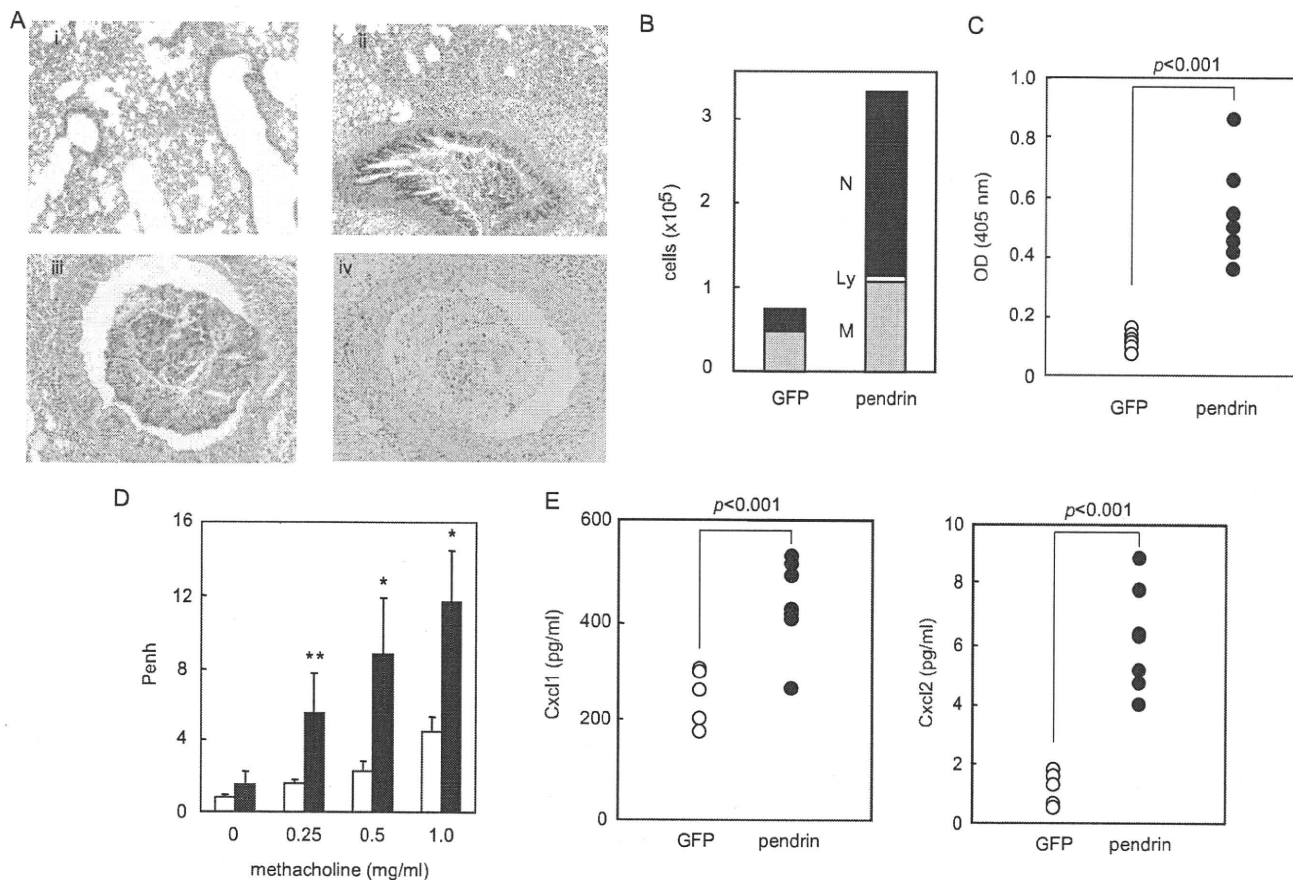 A
i
ii
iii
iv
B
cells (x10⁵)
3
2
1
0
N
Ly
M
GFP
pendrin
C
p<0.001
OD (405 nm)
1.0
0.8
0.6
0.4
0.2
0
GFP
pendrin
D
Penh
16
12
8
4
0
**
*
*
0
0.25
0.5
1.0
methacholine (mg/ml)
E
p<0.001
Cxcl1 (pg/ml)
600
400
200
0
GFP
pendrin
p<0.001
Cxcl2 (pg/ml)
10
8
6
4
2
0
GFP
pendrin